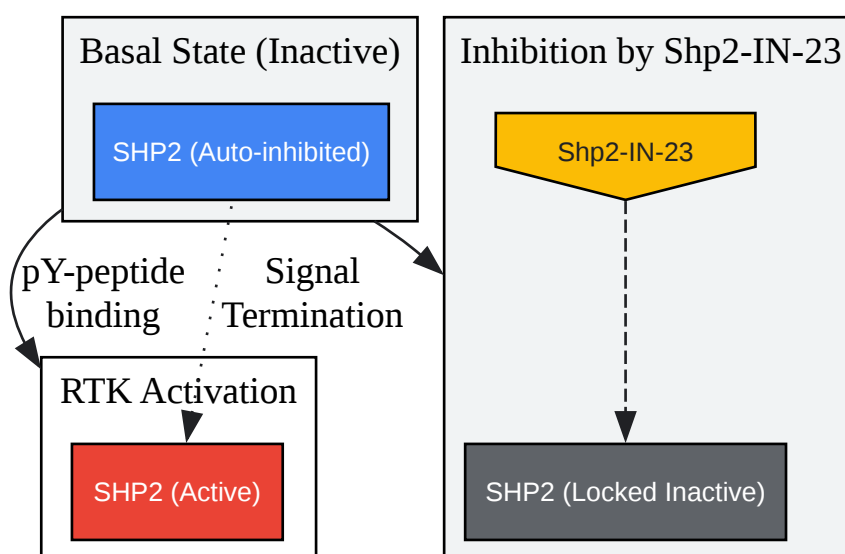 Basal State (Inactive)
SHP2 (Auto-inhibited)
Inhibition by Shp2-IN-23
Shp2-IN-23
pY-peptide
binding
Signal
Termination
RTK Activation
SHP2 (Active)
SHP2 (Locked Inactive)